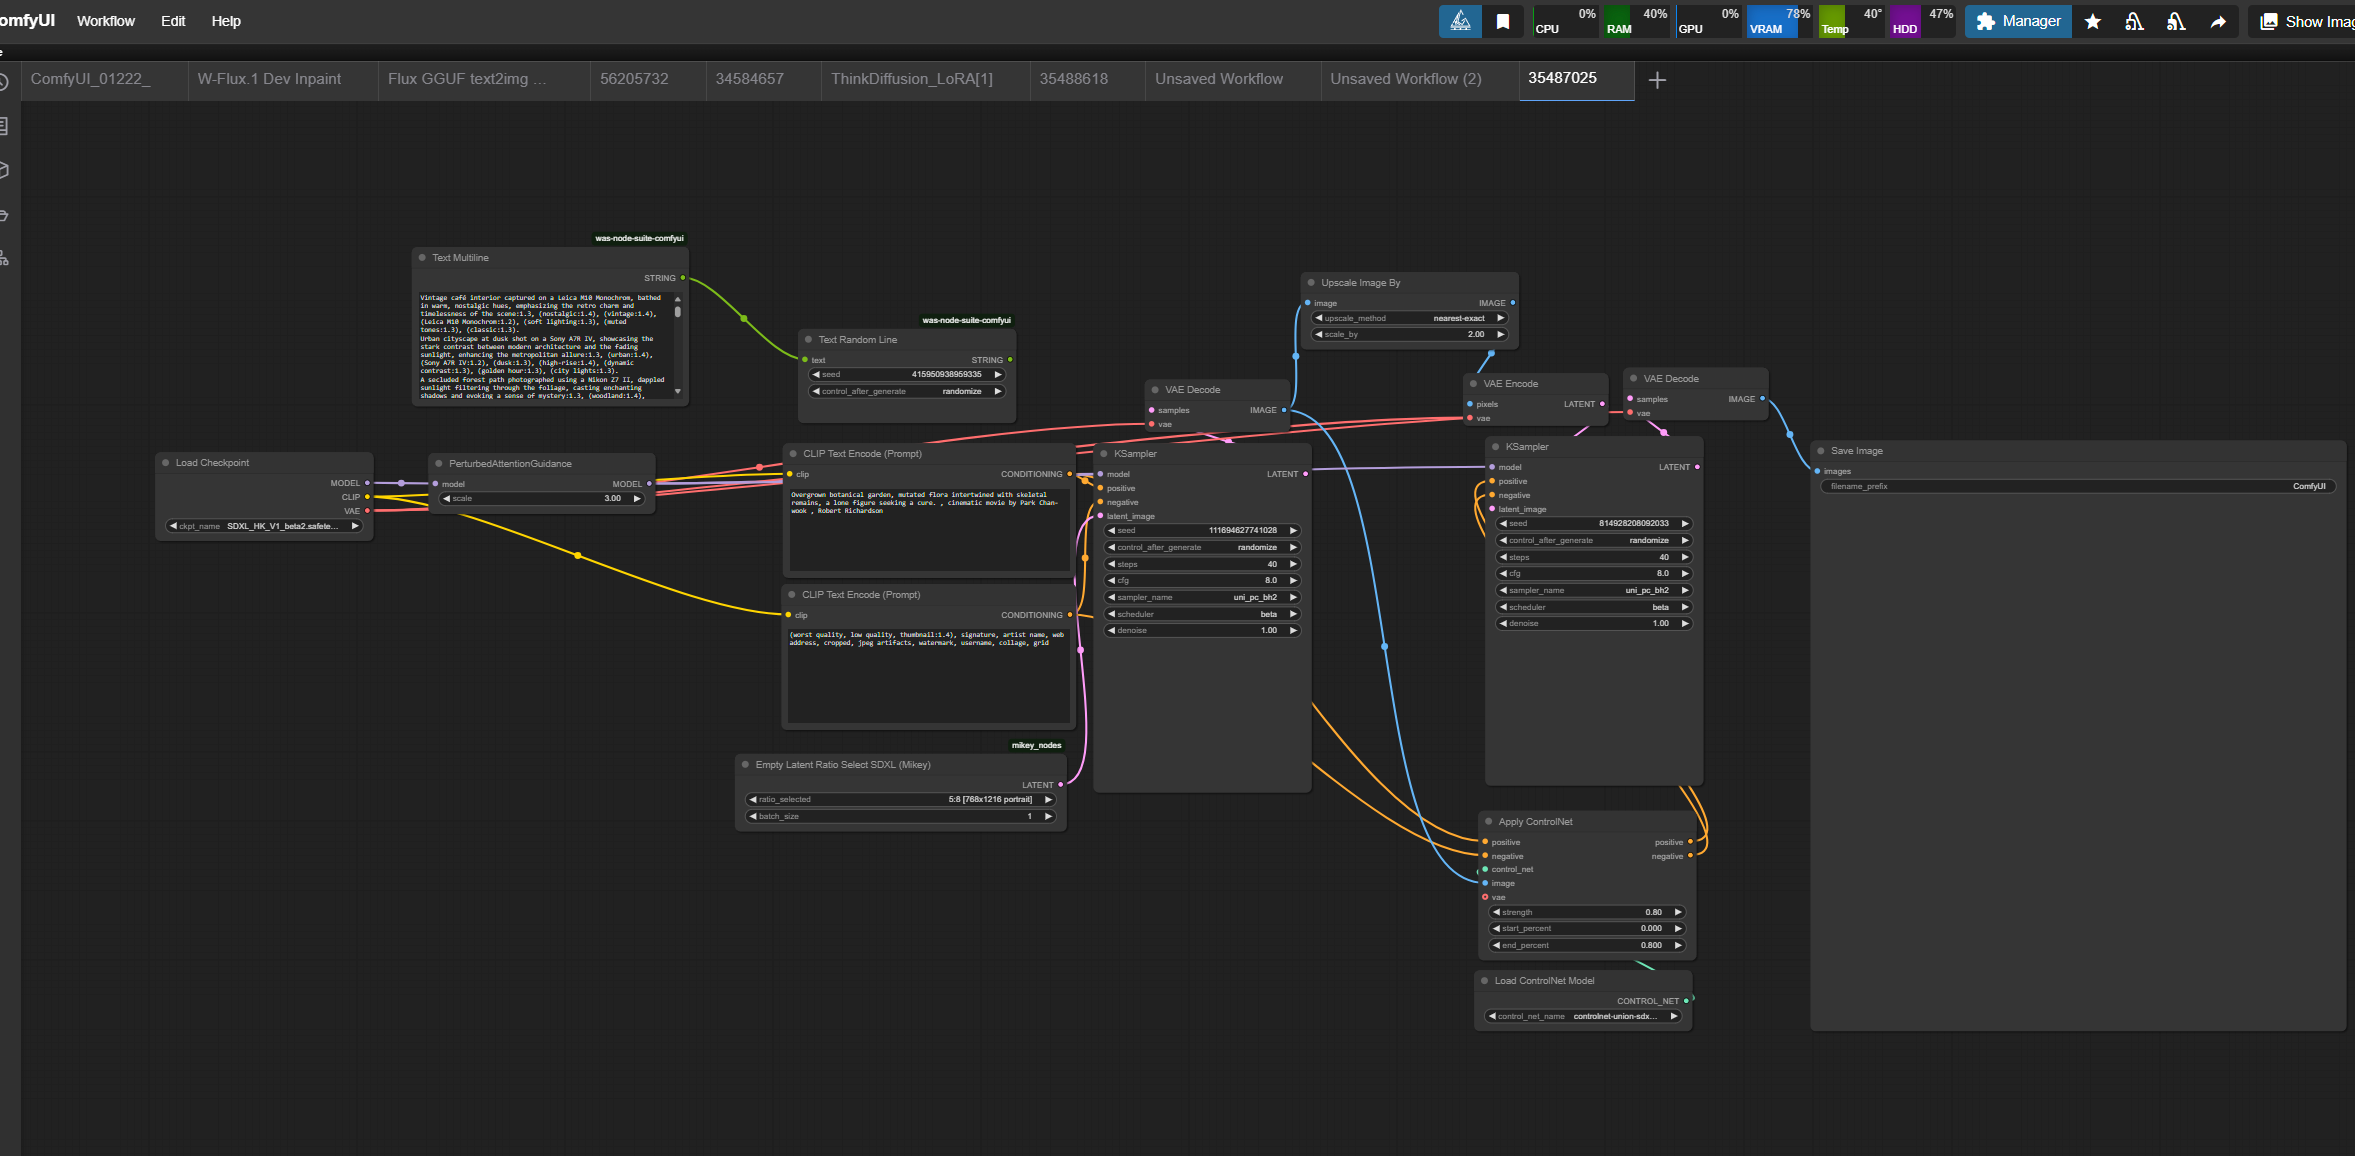 omfyUI Workflow Edit Help
CPU 0% RAM 40% GPU 0% VRAM 78% Temp 40° HDD 47% Manager Show Imag
e
ComfyUI_01222_ W-Flux.1 Dev Inpaint Flux GGUF text2img ... 56205732 34584657 ThinkDiffusion_LoRA[1] 35488618 Unsaved Workflow Unsaved Workflow (2) 35487025
was-node-suite-comfyui
Text Multiline
STRING
Vintage café interior captured on a Leica M10 Monochrom, bathed
in warm, nostalgic hues, emphasizing the retro charm and
timelessness of the scene:1.3, (nostalgic:1.4), (vintage:1.4),
(Leica M10 Monochrom:1.2), (soft lighting:1.3), (muted
tones:1.3), (classic:1.3).
Urban cityscape at dusk shot on a Sony A7R IV, showcasing the
stark contrast between modern architecture and the fading
sunlight, enhancing the metropolitan allure:1.3, (urban:1.4),
(Sony A7R IV:1.2), (dusk:1.3), (high-rise:1.4), (dynamic
contrast:1.3), (golden hour:1.3), (city lights:1.3).
A secluded forest path photographed using a Nikon Z7 II, dappled
sunlight filtering through the foliage, casting enchanting
shadows and evoking a sense of mystery:1.3, (woodland:1.4),
was-node-suite-comfyui
Text Random Line
text STRING
seed 415950938959335
control_after_generate randomize
Load Checkpoint
MODEL
CLIP
VAE
ckpt_name SDXL_HK_V1_beta2.safete...
PerturbedAttentionGuidance
model MODEL
scale 3.00
CLIP Text Encode (Prompt)
clip CONDITIONING
Overgrown botanical garden, mutated flora intertwined with skeletal
remains, a lone figure seeking a cure. , cinematic movie by Park Chan-
wook , Robert Richardson
CLIP Text Encode (Prompt)
clip CONDITIONING
(worst quality, low quality, thumbnail:1.4), signature, artist name, web
address, cropped, jpeg artifacts, watermark, username, collage, grid
mikey_nodes
Empty Latent Ratio Select SDXL (Mikey)
LATENT
ratio_selected 5:8 [768x1216 portrait]
batch_size 1
VAE Decode
samples IMAGE
vae
KSampler
model LATENT
positive
negative
latent_image
seed 111694627741028
control_after_generate randomize
steps 40
cfg 8.0
sampler_name uni_pc_bh2
scheduler beta
denoise 1.00
Upscale Image By
image IMAGE
upscale_method nearest-exact
scale_by 2.00
VAE Encode
pixels LATENT
vae
VAE Decode
samples IMAGE
vae
KSampler
model LATENT
positive
negative
latent_image
seed 814928208092033
control_after_generate randomize
steps 40
cfg 8.0
sampler_name uni_pc_bh2
scheduler beta
denoise 1.00
Apply ControlNet
positive positive
negative negative
control_net
image
vae
strength 0.80
start_percent 0.000
end_percent 0.800
Load ControlNet Model
CONTROL_NET
control_net_name controlnet-union-sdx...
Save Image
images
filename_prefix ComfyUI